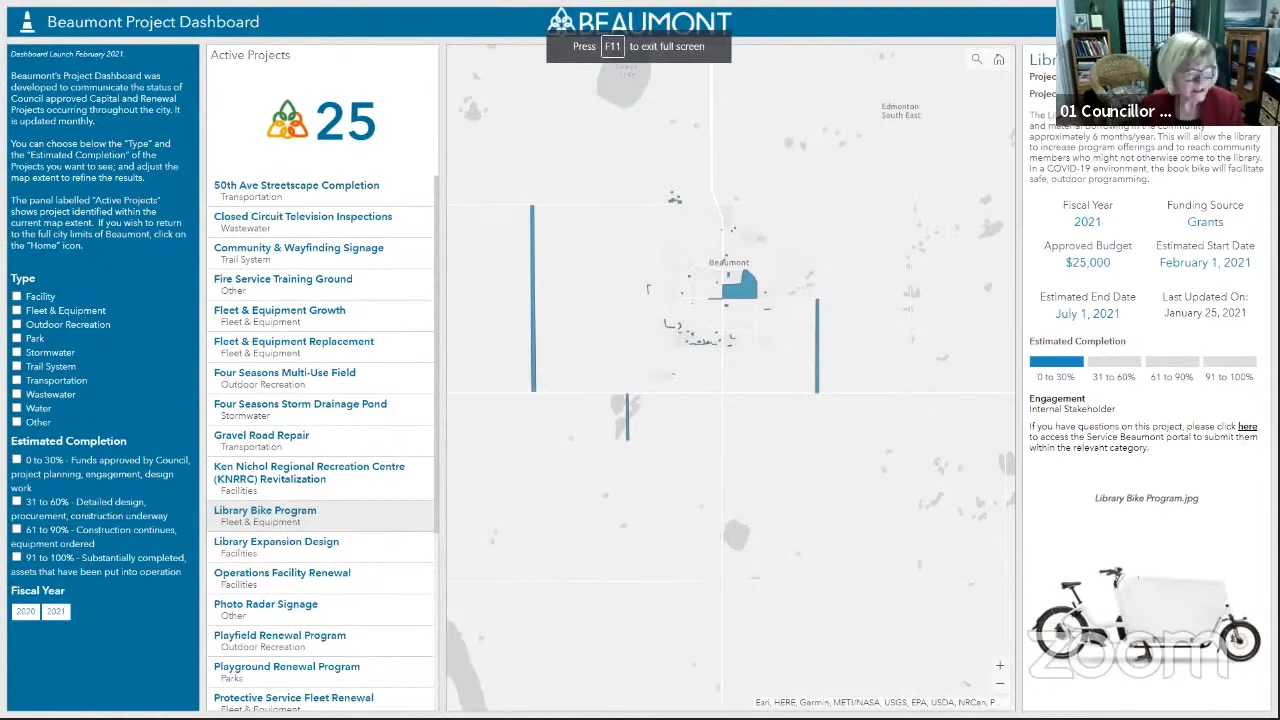 Beaumont Project Dashboard
BEAUMONT
Press F11 to exit full screen
01 Councillor ...
Dashboard Launch February 2021.
Beaumont's Project Dashboard was
developed to communicate the status of
Council approved Capital and Renewal
Projects occurring throughout the city. It
is updated monthly.
You can choose below the "Type" and
the "Estimated Completion" of the
Projects you want to see; and adjust the
map extent to refine the results.
The panel labelled "Active Projects"
shows project identified within the
current map extent. If you wish to return
to the full city limits of Beaumont, click on
the "Home" icon.
Type
Facility
Fleet & Equipment
Outdoor Recreation
Park
Stormwater
Trail System
Transportation
Wastewater
Water
Other
Estimated Completion
0 to 30% - Funds approved by Council,
project planning, engagement, design
work
31 to 60% - Detailed design,
procurement, construction underway
61 to 90% - Construction continues,
equipment ordered
91 to 100% - Substantially completed,
assets that have been put into operation
Fiscal Year
2020 2021
Active Projects
25
50th Ave Streetscape Completion
Transportation
Closed Circuit Television Inspections
Wastewater
Community & Wayfinding Signage
Trail System
Fire Service Training Ground
Other
Fleet & Equipment Growth
Fleet & Equipment
Fleet & Equipment Replacement
Fleet & Equipment
Four Seasons Multi-Use Field
Outdoor Recreation
Four Seasons Storm Drainage Pond
Stormwater
Gravel Road Repair
Transportation
Ken Nichol Regional Recreation Centre
(KNRRC) Revitalization
Facilities
Library Bike Program
Fleet & Equipment
Library Expansion Design
Facilities
Operations Facility Renewal
Facilities
Photo Radar Signage
Other
Playfield Renewal Program
Outdoor Recreation
Playground Renewal Program
Parks
Protective Service Fleet Renewal
Fleet & Equipment
Edmonton
South East
Beaumont
Esri, HERE, Garmin, METI/NASA, USGS, EPA, USDA, NRCan, P...
Libr
Projec
Projec
The Li
and material borrowing in the community
approximately 6 months/year. This will allow the library
to increase program offerings and to reach community
members who might not otherwise come to the library.
In a COVID-19 environment, the book bike will facilitate
safe, outdoor programming.
Fiscal Year
2021
Funding Source
Grants
Approved Budget
$25,000
Estimated Start Date
February 1, 2021
Estimated End Date
July 1, 2021
Last Updated On:
January 25, 2021
Estimated Completion
0 to 30% 31 to 60% 61 to 90% 91 to 100%
Engagement
Internal Stakeholder
If you have questions on this project, please click here
to access the Service Beaumont portal to submit them
within the relevant category.
Library Bike Program.jpg
zoom